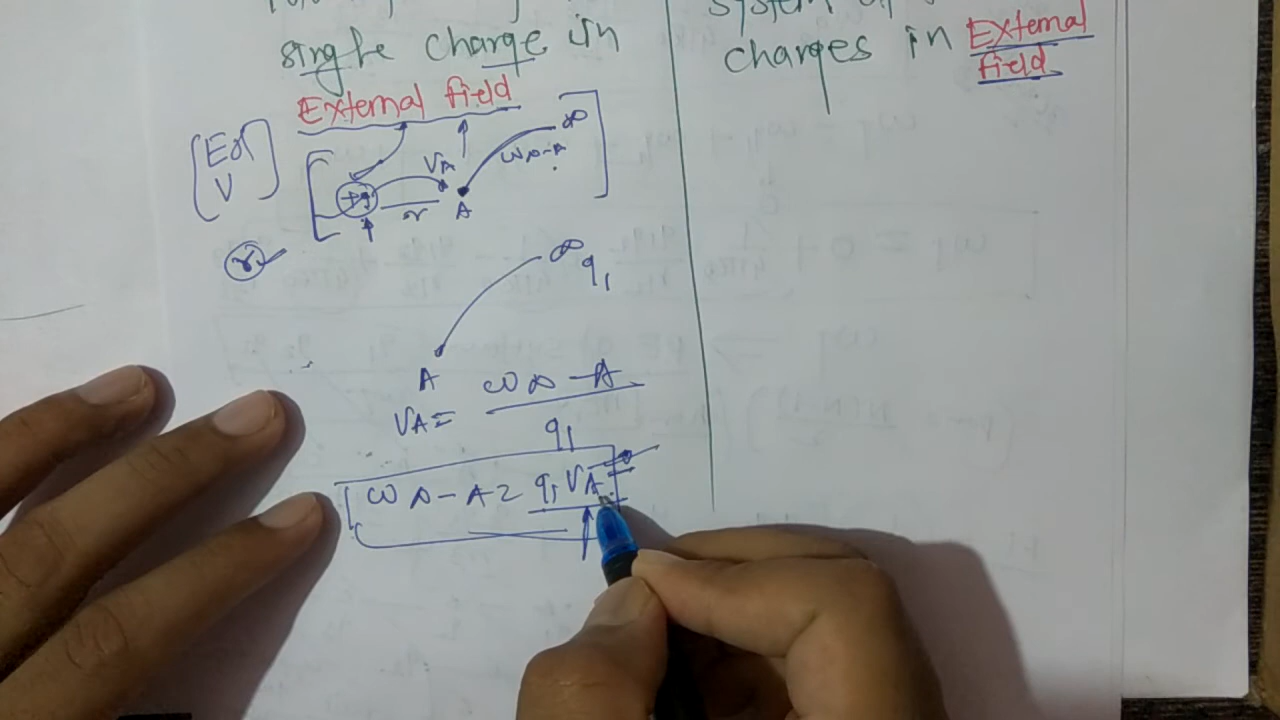 single charge in
External field
E or
V
VA
∞
W∞-A
+q
r
A
r
∞
q1
A
VA = W∞-A
q1
W∞-A = q1VA
charges in External
field